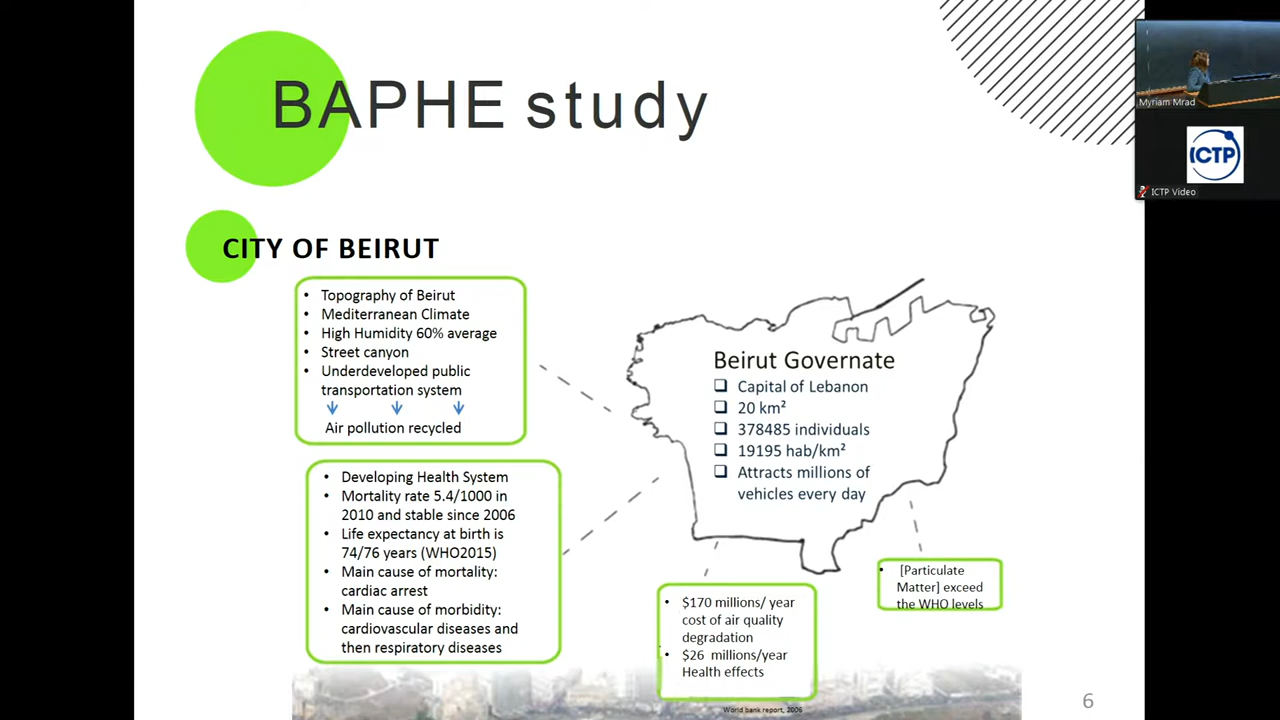 BAPHE study
CITY OF BEIRUT
• Topography of Beirut
• Mediterranean Climate
• High Humidity 60% average
• Street canyon
• Underdeveloped public
transportation system
Air pollution recycled
• Developing Health System
• Mortality rate 5.4/1000 in
2010 and stable since 2006
• Life expectancy at birth is
74/76 years (WHO2015)
• Main cause of mortality:
cardiac arrest
• Main cause of morbidity:
cardiovascular diseases and
then respiratory diseases
Beirut Governate
❑ Capital of Lebanon
❑ 20 km²
❑ 378485 individuals
❑ 19195 hab/km²
❑ Attracts millions of
vehicles every day
• $170 millions/ year
cost of air quality
degradation
• $26 millions/year
Health effects
World bank report, 2006
• [Particulate
Matter] exceed
the WHO levels
6
Myriam Mrad
ICTP
ICTP Video